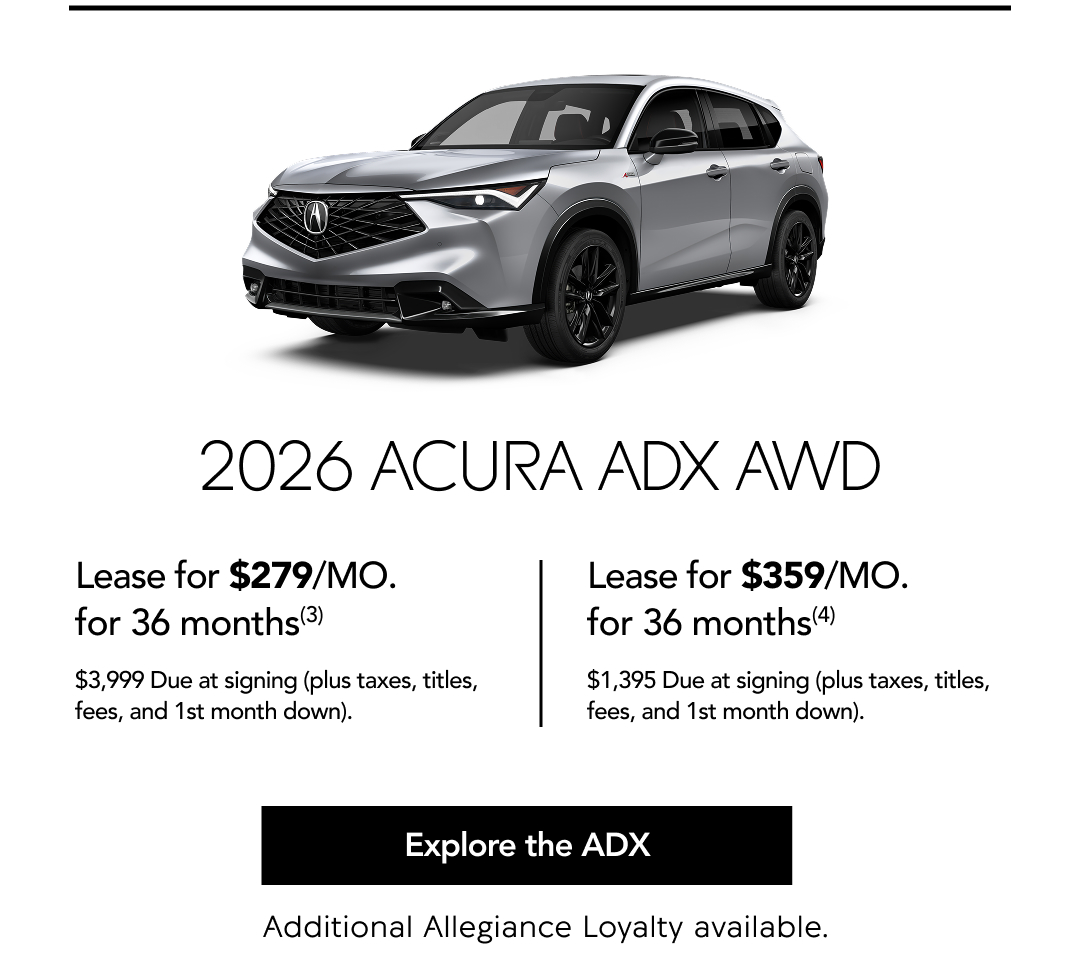 2026 ACURA ADX AWD
Lease for $279/MO.
for 36 months(3)
$3,999 Due at signing (plus taxes, titles,
fees, and 1st month down).
Lease for $359/MO.
for 36 months(4)
$1,395 Due at signing (plus taxes, titles,
fees, and 1st month down).
Explore the ADX
Additional Allegiance Loyalty available.